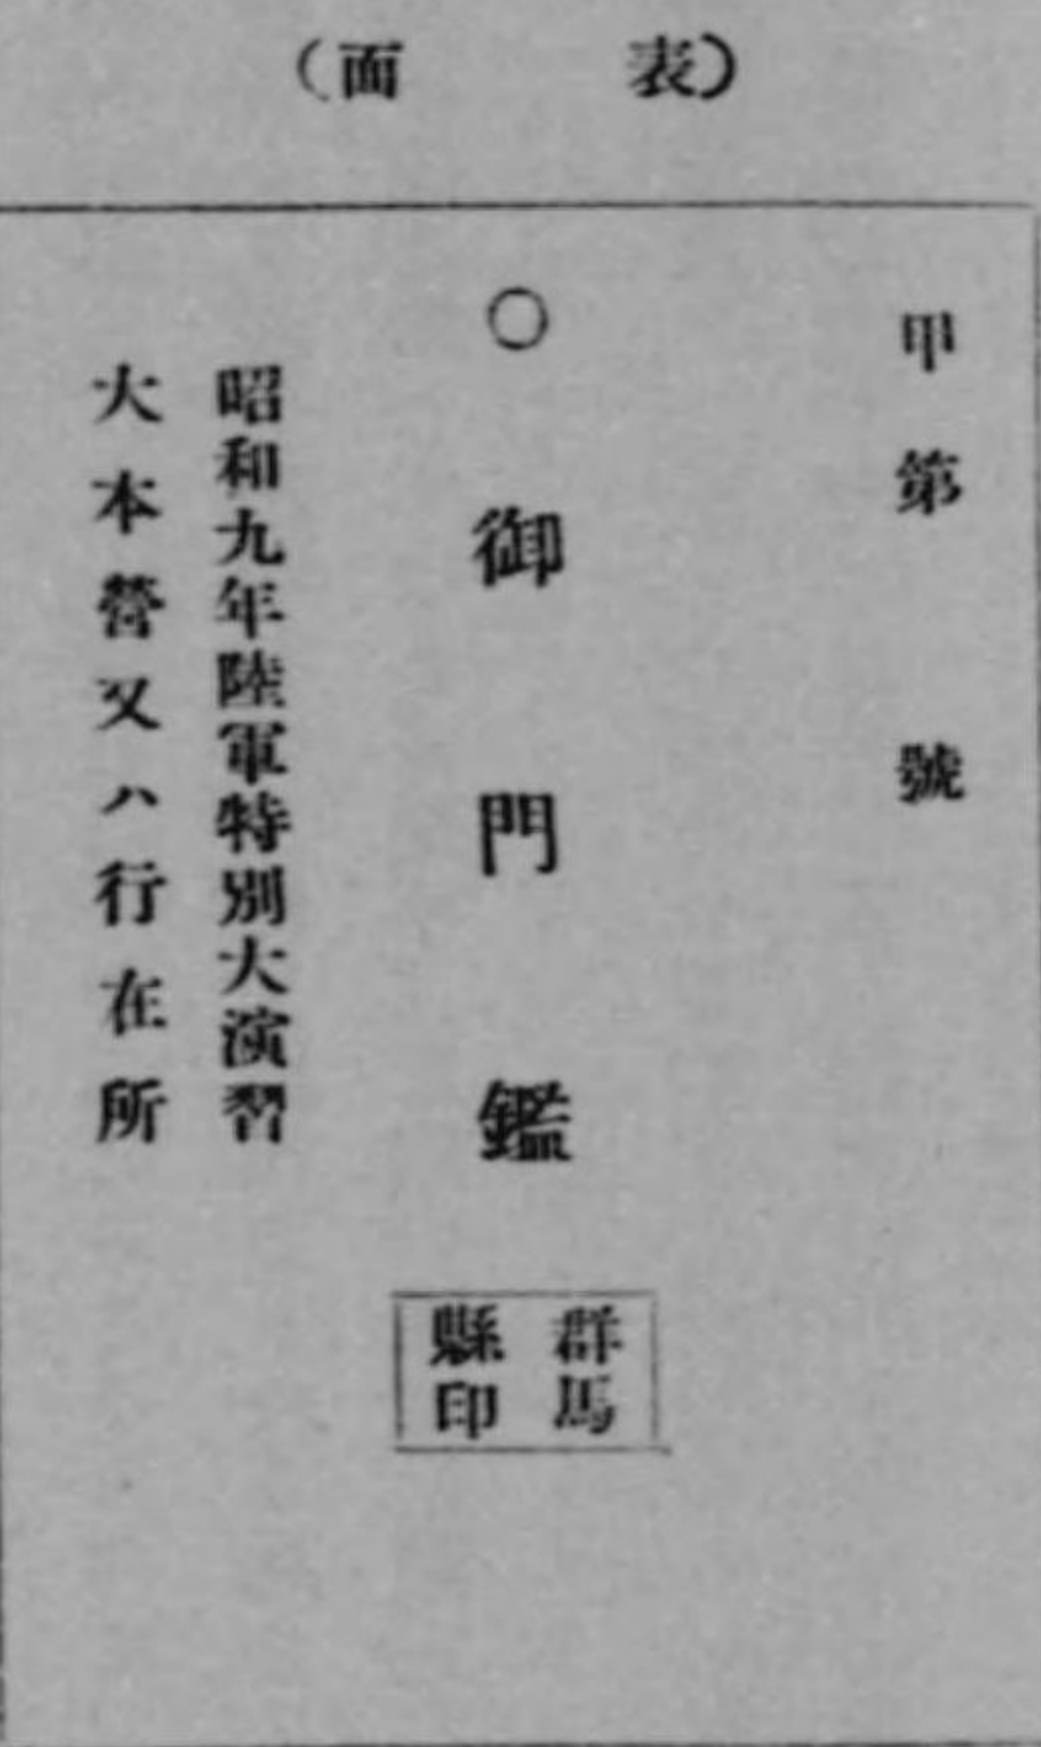 （表面）
甲第　號
○御門鑑
群馬
縣印
昭和九年陸軍特別大演習
大本營又ハ行在所